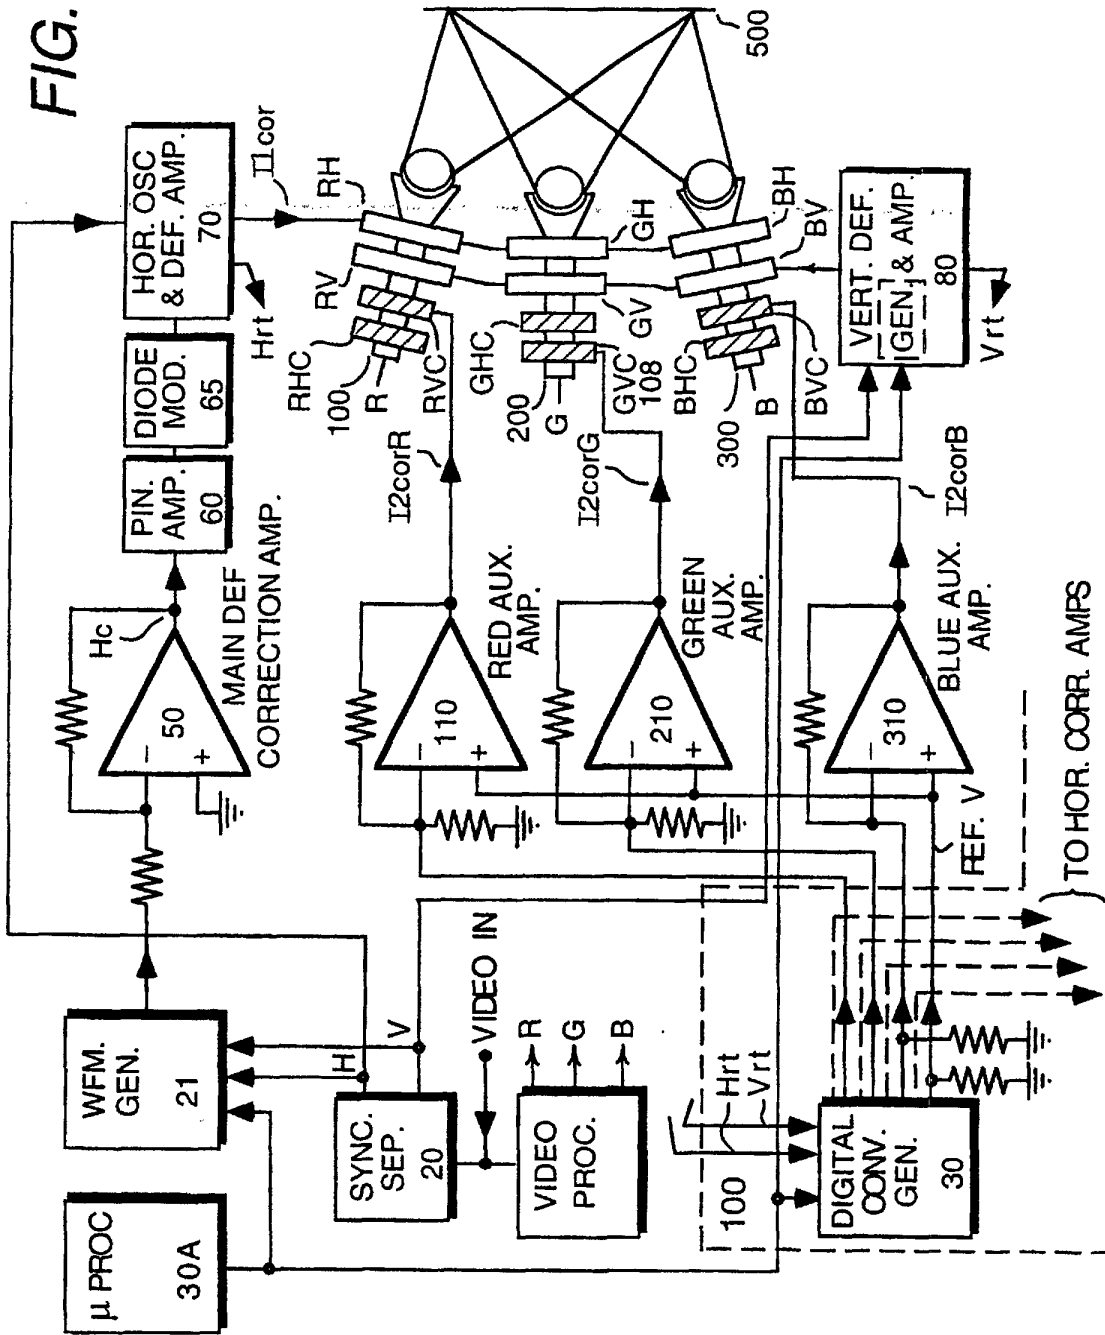 FIG.
μ PROC
30A
WFM.
GEN.
21
50
Hc
MAIN DEF
CORRECTION AMP.
PIN.
AMP.
60
DIODE
MOD.
65
HOR. OSC
& DEF. AMP.
70
Hrt
I1cor
SYNC.
SEP.
20
H
V
VIDEO IN
VIDEO
PROC.
R
G
B
110
RED AUX.
AMP.
I2corR
RHC
100
R
RVC
RV
RH
210
GREEN
AUX.
AMP.
I2corG
GHC
200
G
GVC
108
GV
GH
310
BLUE AUX.
AMP.
I2corB
BHC
300
B
BVC
BV
BH
500
VERT. DEF.
GEN. & AMP.
80
Vrt
100
Hrt
Vrt
DIGITAL
CONV.
GEN.
30
REF. V
TO HOR. CORR. AMPS